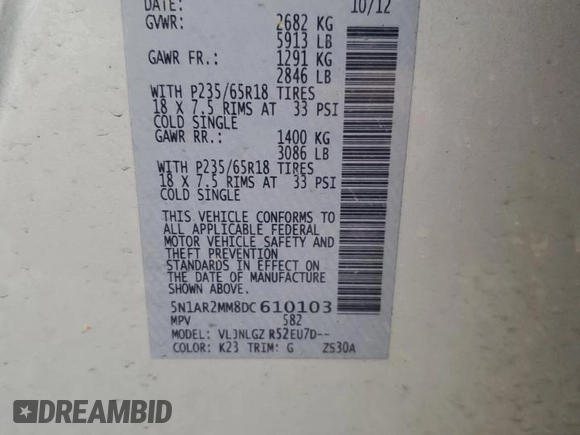 DATE: 10/12
GVWR: 2682 KG
5913 LB
GAWR FR.: 1291 KG
2846 LB
WITH P235/65R18 TIRES
18 X 7.5 RIMS AT 33 PSI
COLD SINGLE
GAWR RR.: 1400 KG
3086 LB
WITH P235/65R18 TIRES
18 X 7.5 RIMS AT 33 PSI
COLD SINGLE
THIS VEHICLE CONFORMS TO
ALL APPLICABLE FEDERAL
MOTOR VEHICLE SAFETY AND
THEFT PREVENTION
STANDARDS IN EFFECT ON
THE DATE OF MANUFACTURE
SHOWN ABOVE.
5N1AR2MM8DC610103
MPV 582
MODEL: VLJNLGZ R52EU7D--
COLOR: K23 TRIM: G ZS30A
DREAMBID